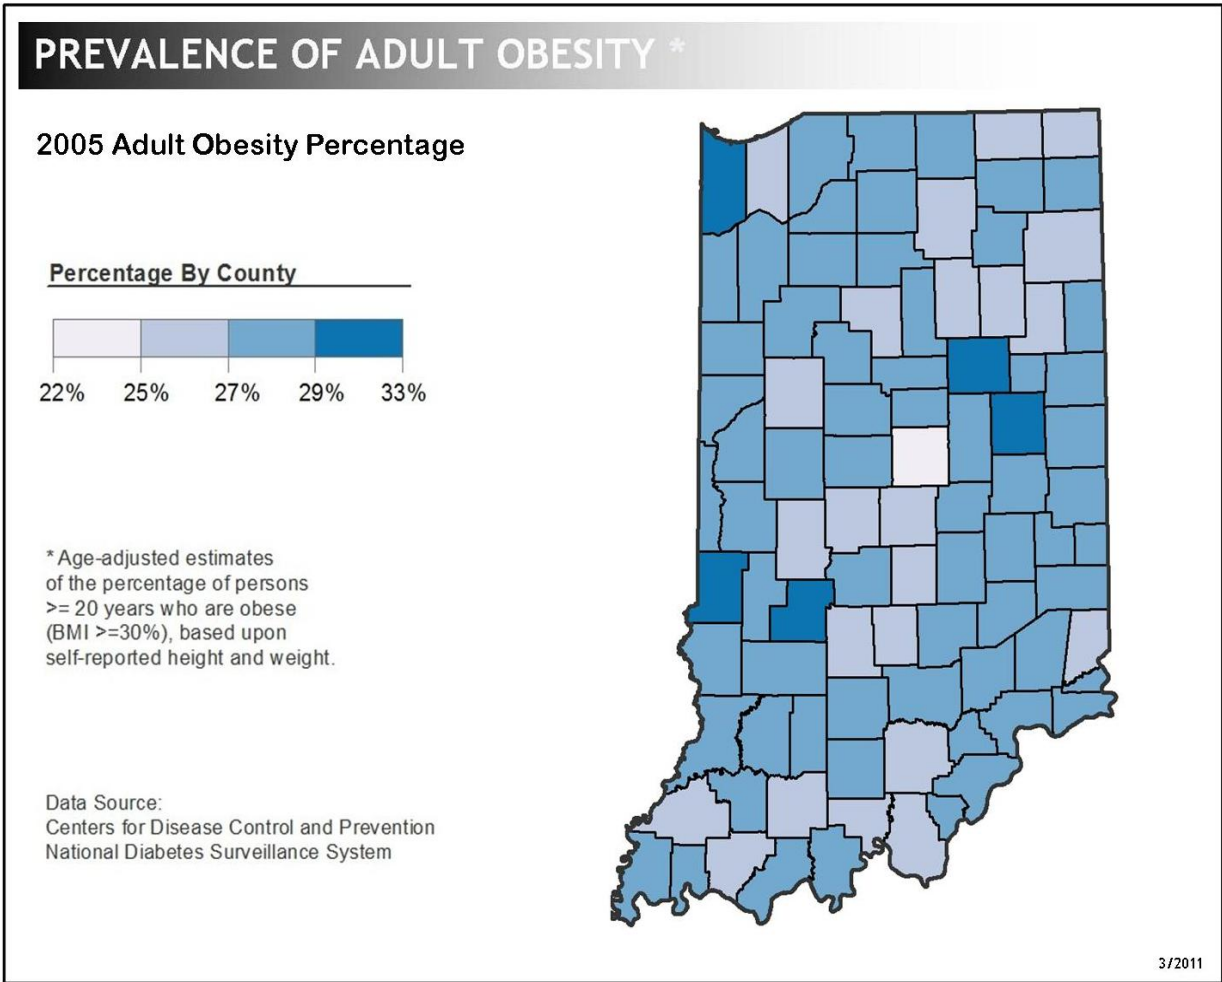 PREVALENCE OF ADULT OBESITY *
2005 Adult Obesity Percentage
Percentage By County
22% 25% 27% 29% 33%
* Age-adjusted estimates
of the percentage of persons
>= 20 years who are obese
(BMI >=30%), based upon
self-reported height and weight.
Data Source:
Centers for Disease Control and Prevention
National Diabetes Surveillance System
3/2011